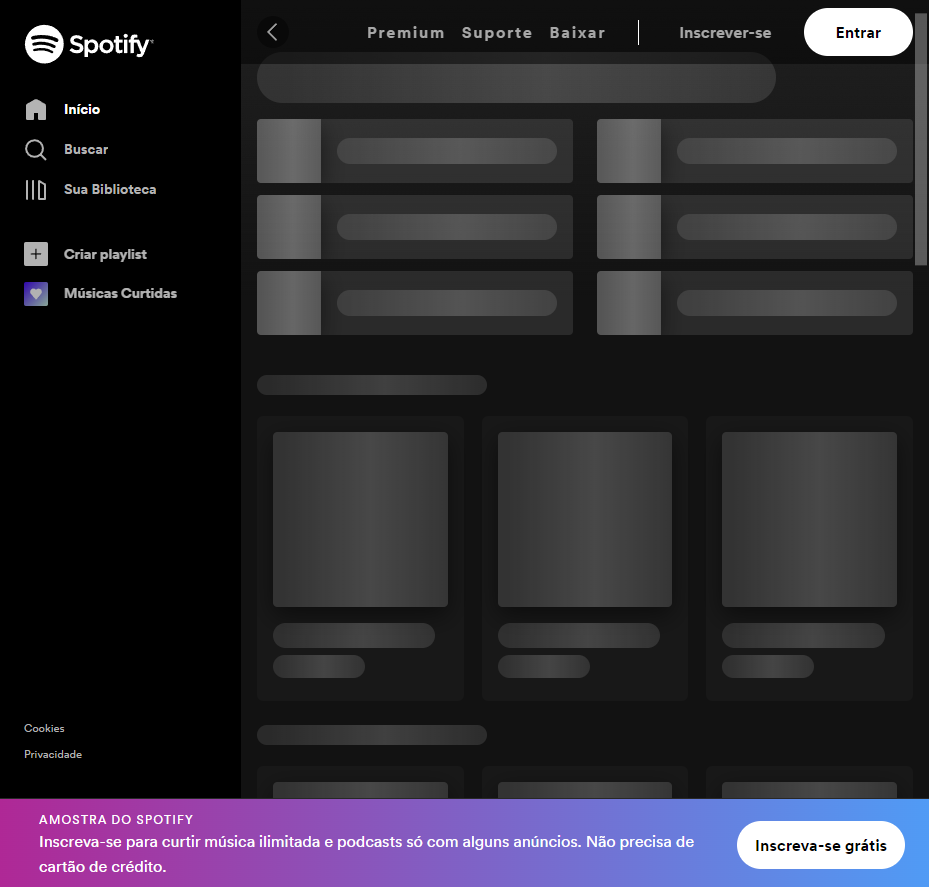 Spotify
Início
Buscar
Sua Biblioteca
Criar playlist
Músicas Curtidas
Cookies
Privacidade
Premium Suporte Baixar Inscrever-se Entrar
AMOSTRA DO SPOTIFY
Inscreva-se para curtir música ilimitada e podcasts só com alguns anúncios. Não precisa de
cartão de crédito.
Inscreva-se grátis